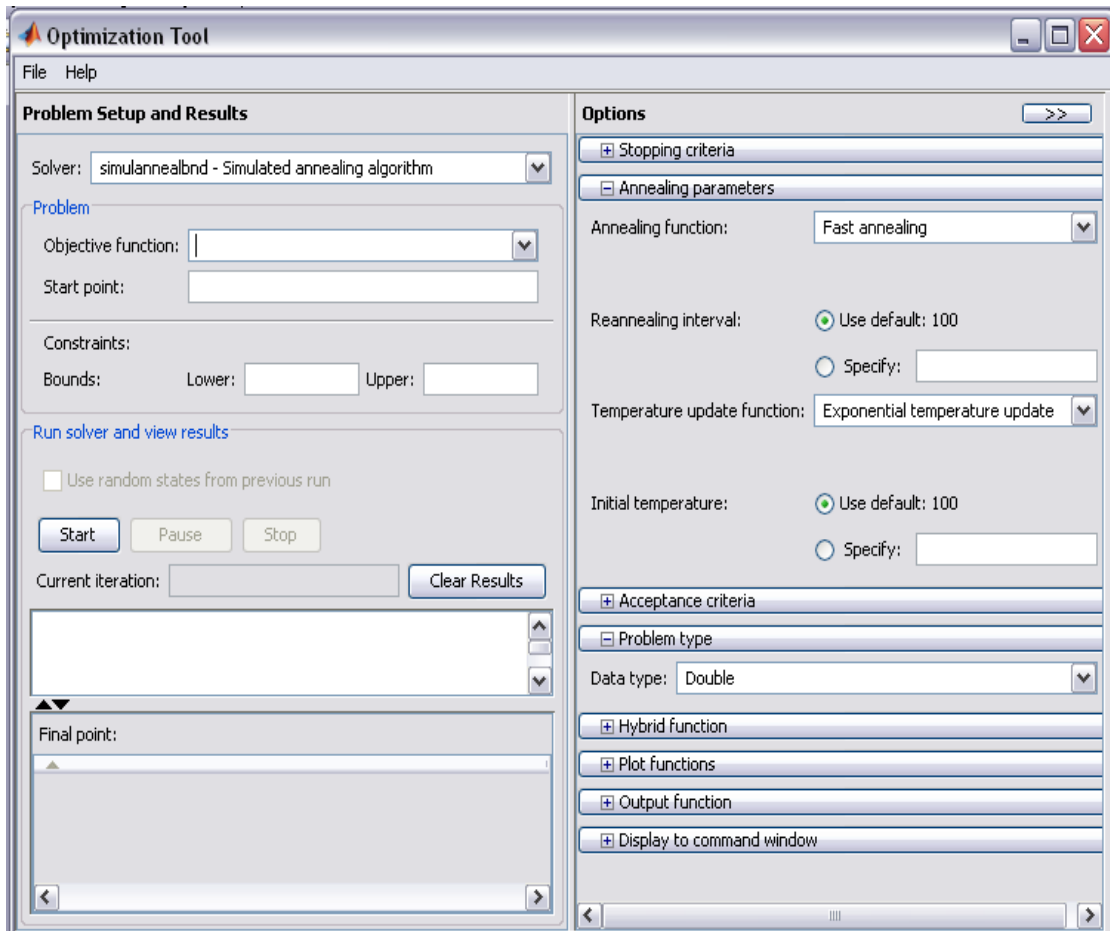 Optimization Tool
File Help
Problem Setup and Results
Solver: simulannealbnd - Simulated annealing algorithm
Problem
Objective function:
Start point:
Constraints:
Bounds: Lower: Upper:
Run solver and view results
Use random states from previous run
Start Pause Stop
Current iteration: Clear Results
Final point:
Options >>
Stopping criteria
Annealing parameters
Annealing function: Fast annealing
Reannealing interval: Use default: 100
Specify:
Temperature update function: Exponential temperature update
Initial temperature: Use default: 100
Specify:
Acceptance criteria
Problem type
Data type: Double
Hybrid function
Plot functions
Output function
Display to command window